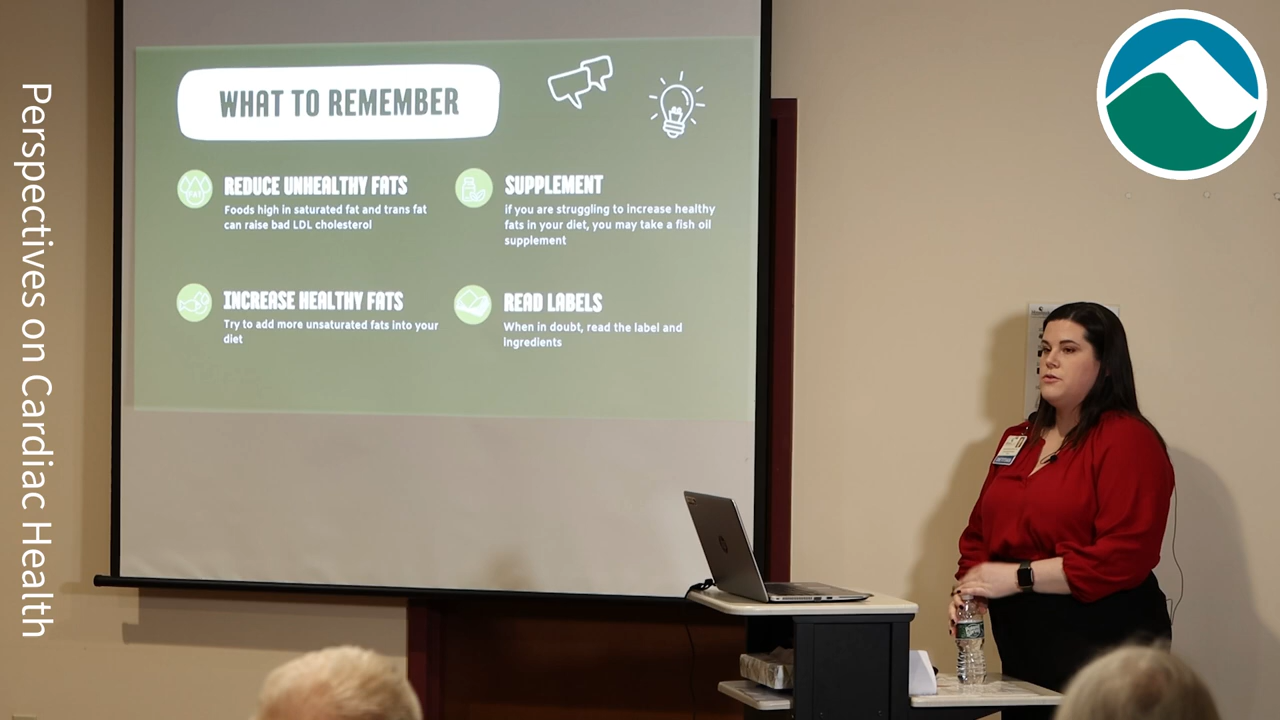 Perspectives on Cardiac Health
WHAT TO REMEMBER
REDUCE UNHEALTHY FATS
Foods high in saturated fat and trans fat
can raise bad LDL cholesterol
SUPPLEMENT
if you are struggling to increase healthy
fats in your diet, you may take a fish oil
supplement
INCREASE HEALTHY FATS
Try to add more unsaturated fats into your
diet
READ LABELS
When in doubt, read the label and
ingredients
FAT